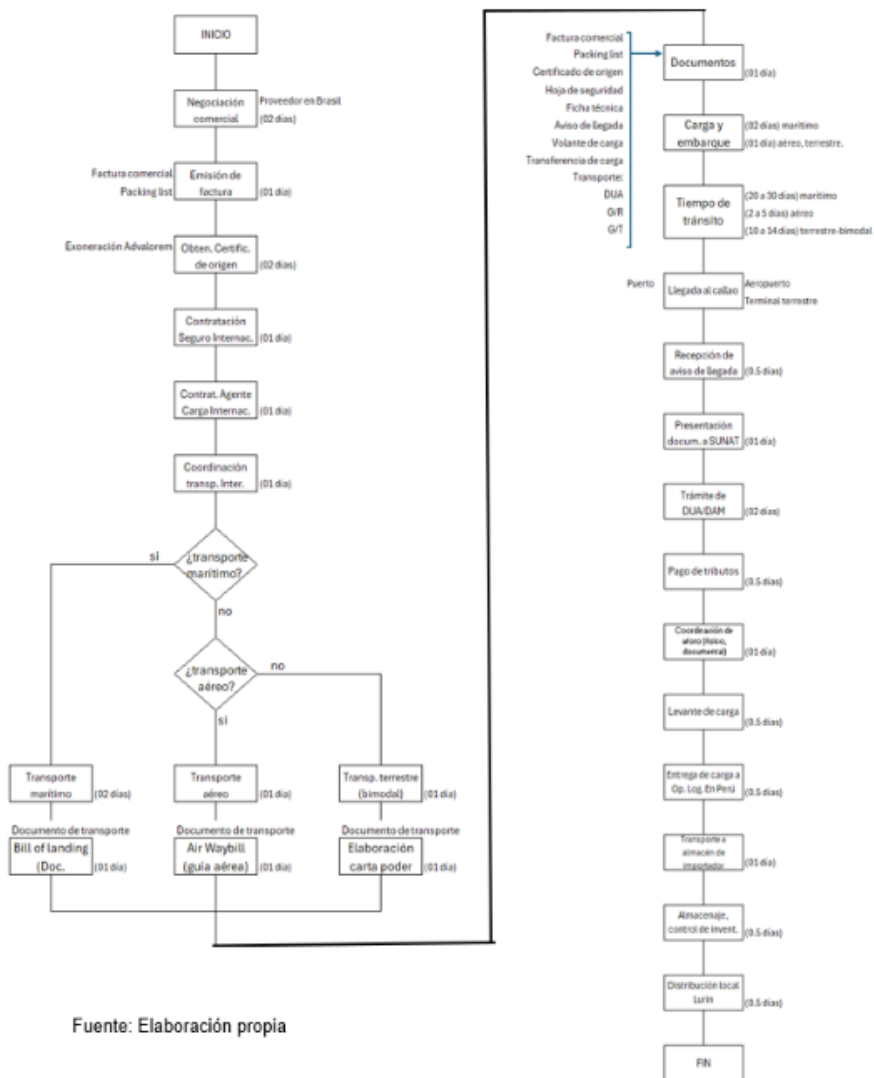 INICIO
Negociación
comercial
Proveedor en Brasil
(02 días)
Factura comercial
Packing list
Emisión de
factura
(01 día)
Exoneración Advalorem
Obten. Certific.
de origen
(02 días)
Contratación
Seguro Internac.
(01 día)
Contrat. Agente
Carga Internac.
(01 día)
Coordinación
transp. Inter.
(01 día)
¿transporte
marítimo?
sí
no
¿transporte
aéreo?
no
sí
Transporte
marítimo
(02 días)
Transporte
aéreo
(01 día)
Transp. terrestre
(bimodal)
(01 día)
Documento de transporte
Bill of landing
(Doc.
(01 día)
Documento de transporte
Air Waybill
(guía aérea)
(01 día)
Documento de transporte
Elaboración
carta poder
(01 día)
Factura comercial
Packing list
Certificado de origen
Hoja de seguridad
Ficha técnica
Aviso de llegada
Volante de carga
Transferencia de carga
Transporte:
DUA
G/R
G/T
Documentos
(01 día)
Carga y
embarque
(02 días) marítimo
(01 día) aéreo, terrestre.
Tiempo de
tránsito
(20 a 30 días) marítimo
(2 a 5 días) aéreo
(10 a 14 días) terrestre-bimodal
Puerto
Llegada al callao
Aeropuerto
Terminal terrestre
Recepción de
aviso de llegada
(0.5 días)
Presentación
docum. a SUNAT
(01 día)
Trámite de
DUA/DAM
(02 días)
Pago de tributos
(0.5 días)
Coordinación de
aforo (físico,
documental)
(01 día)
Levante de carga
(0.5 días)
Entrega de carga a
Op. Log. En Perú
(0.5 días)
Transporte a
almacén de
importador
(01 día)
Almacenaje,
control de invent.
(0.5 días)
Distribución local
Lurin
(0.5 días)
FIN
Fuente: Elaboración propia